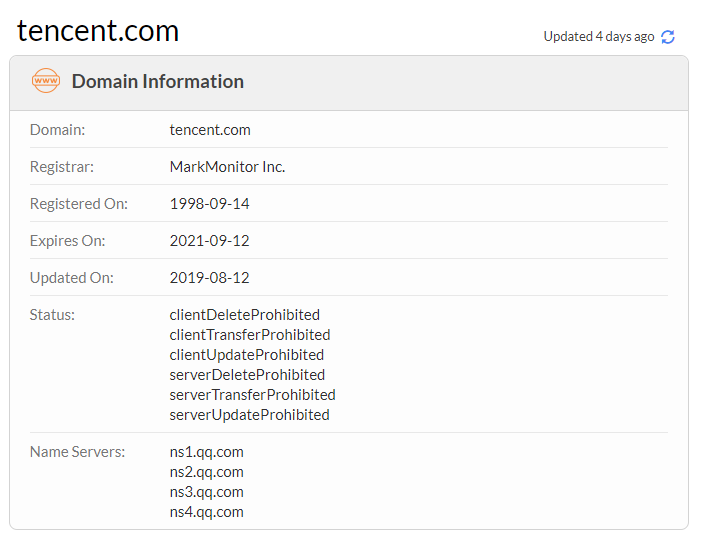 tencent.com
Updated 4 days ago
www
Domain Information
Domain: tencent.com
Registrar: MarkMonitor Inc.
Registered On: 1998-09-14
Expires On: 2021-09-12
Updated On: 2019-08-12
Status: clientDeleteProhibited
clientTransferProhibited
clientUpdateProhibited
serverDeleteProhibited
serverTransferProhibited
serverUpdateProhibited
Name Servers: ns1.qq.com
ns2.qq.com
ns3.qq.com
ns4.qq.com